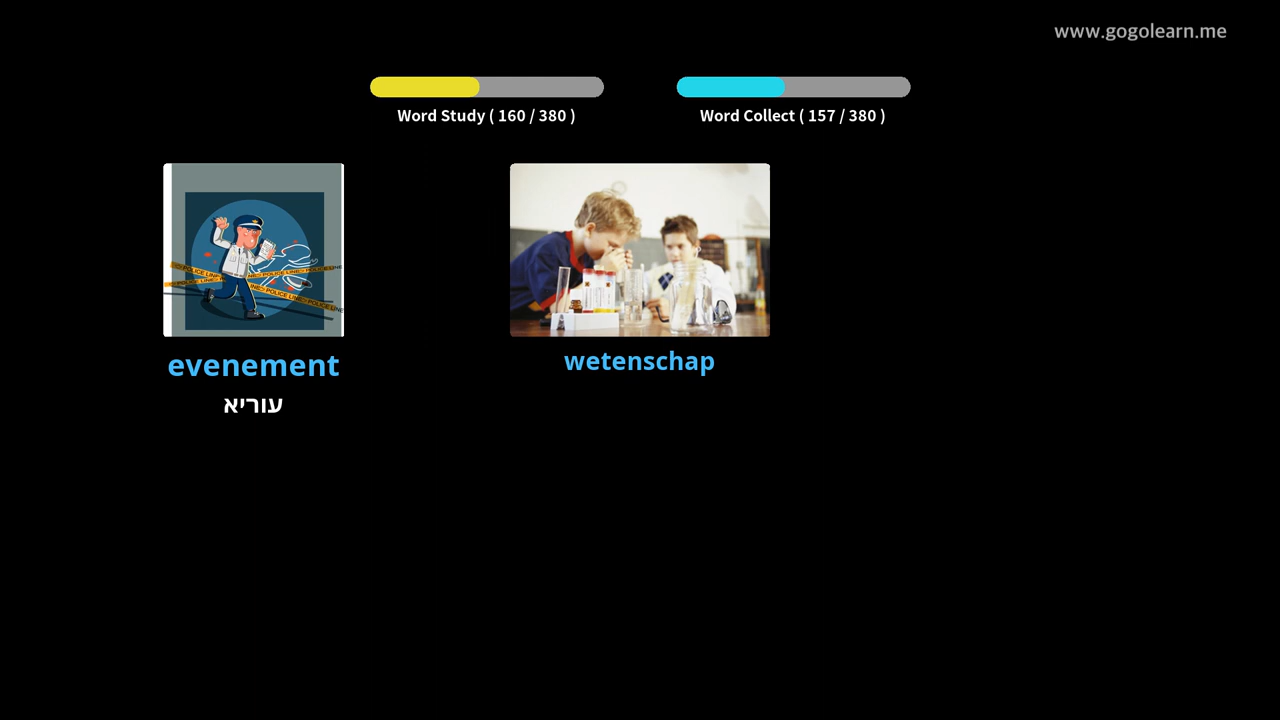 www.gogolearn.me
Word Study ( 160 / 380 )
Word Collect ( 157 / 380 )
evenement
עוריא
wetenschap